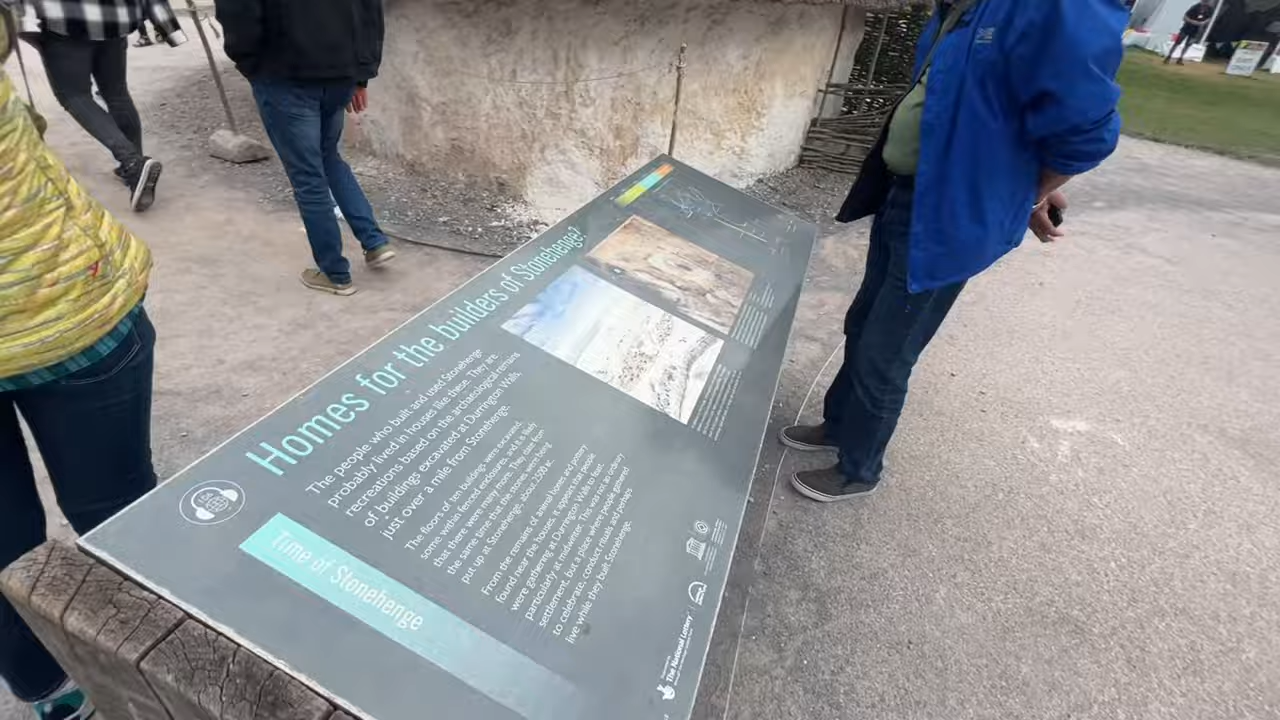 Homes for the builders of Stonehenge?
The people who built and used Stonehenge
probably lived in houses like these. They are
recreations based on the archaeological remains
of buildings excavated at Durrington Walls,
just over a mile from Stonehenge.
The floors of ten buildings were excavated,
some within fenced enclosures, and it is likely
that there were many more. They date from
the same time that the stones were being
put up at Stonehenge, about 2500 BC.
From the remains of animal bones and pottery
found near the houses, it appears that people
were gathering at Durrington Walls to feast,
particularly at midwinter. This was not an ordinary
settlement, but a place where people gathered
to celebrate, conduct rituals and perhaps
live while they built Stonehenge.
Time of Stonehenge
The National Lottery